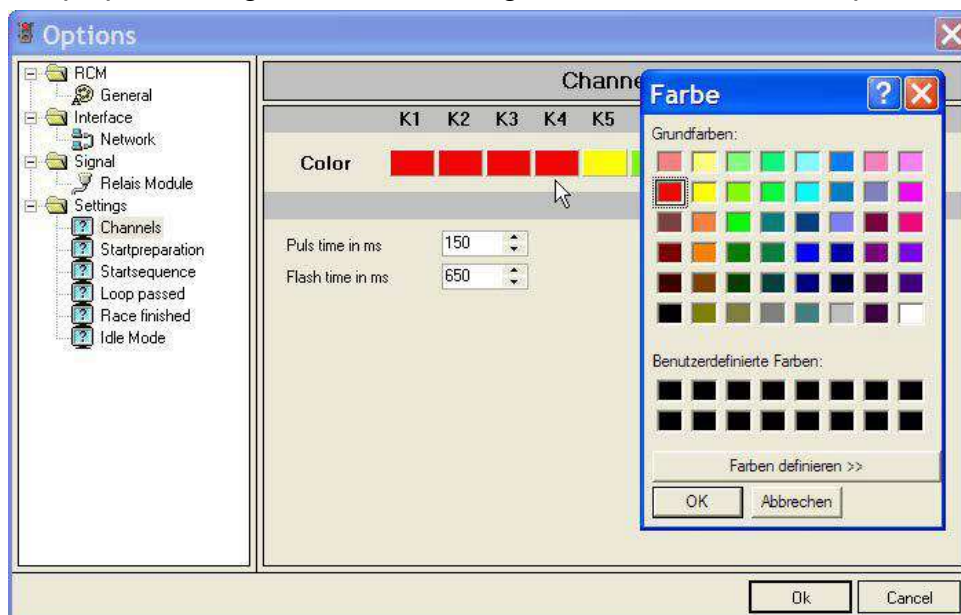 Options
RCM
General
Interface
Network
Signal
Relais Module
Settings
Channels
Startpreparation
Startsequence
Loop passed
Race finished
Idle Mode
K1 K2 K3 K4 K5
Color
Puls time in ms 150
Flash time in ms 650
Farbe
Grundfarben:
Benutzerdefinierte Farben:
Farben definieren >>
OK Abbrechen
Ok Cancel